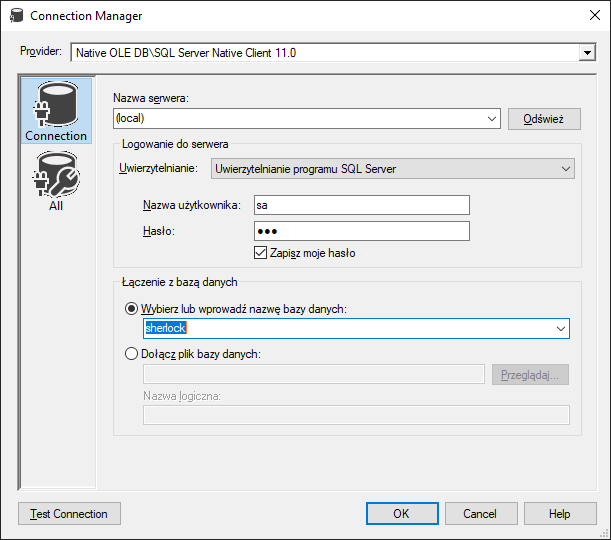 Connection Manager
Provider: Native OLE DB\SQL Server Native Client 11.0
Connection
All
Nazwa serwera:
(local)
Odśwież
Logowanie do serwera
Uwierzytelnianie: Uwierzytelnianie programu SQL Server
Nazwa użytkownika: sa
Hasło: ●●●
Zapisz moje hasło
Łączenie z bazą danych
Wybierz lub wprowadź nazwę bazy danych:
sherlock
Dołącz plik bazy danych:
Przeglądaj...
Nazwa logiczna:
Test Connection
OK
Cancel
Help